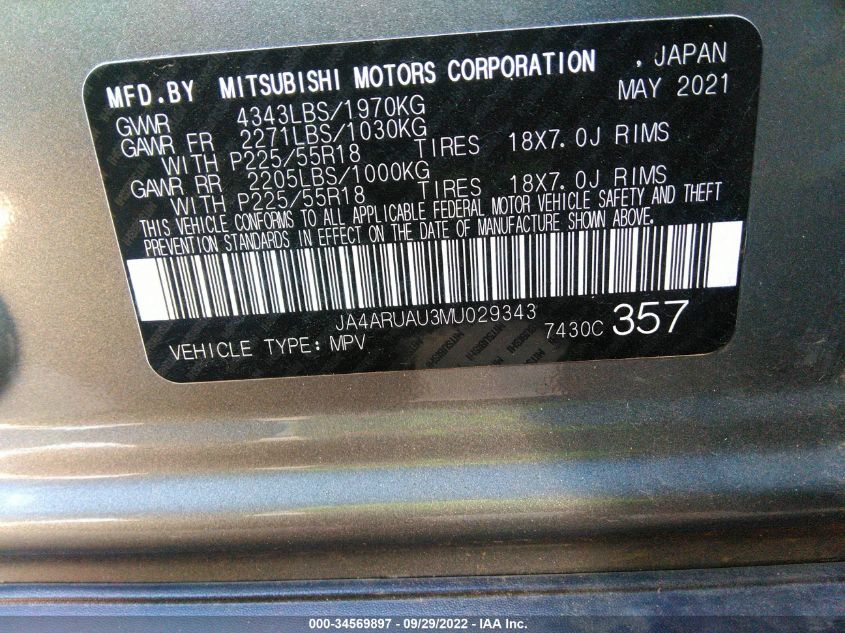 MFD.BY MITSUBISHI MOTORS CORPORATION , JAPAN
MAY 2021
GVWR 4343LBS/1970KG
GAWR FR 2271LBS/1030KG
WITH P225/55R18 TIRES 18X7.0J RIMS
GAWR RR 2205LBS/1000KG
WITH P225/55R18 TIRES 18X7.0J RIMS
THIS VEHICLE CONFORMS TO ALL APPLICABLE FEDERAL MOTOR VEHICLE SAFETY AND THEFT
PREVENTION STANDARDS IN EFFECT ON THE DATE OF MANUFACTURE SHOWN ABOVE.
JA4ARUAU3MU029343
VEHICLE TYPE: MPV 7430C 357
MITSUBISHI
000-34569897 - 09/29/2022 - IAA Inc.